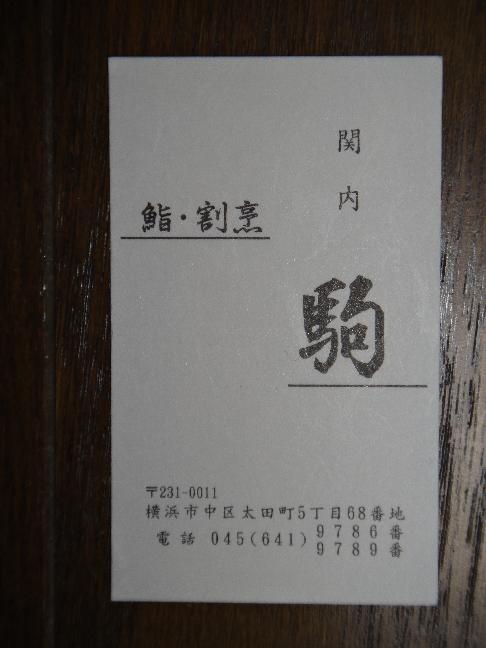 関内
駒
鮨・割烹
〒231-0011
横浜市中区太田町5丁目68番地
電話 045(641) 9786番
9789番